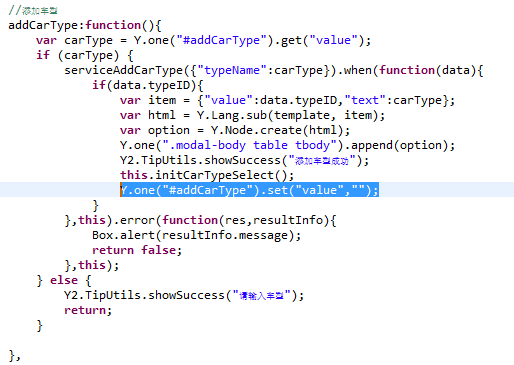 //添加车型
addCarType:function(){
var carType = Y.one("#addCarType").get("value");
if (carType) {
serviceAddCarType({"typeName":carType}).when(function(data){
if(data.typeID){
var item = {"value":data.typeID,"text":carType};
var html = Y.Lang.sub(template, item);
var option = Y.Node.create(html);
Y.one(".modal-body table tbody").append(option);
Y2.TipUtils.showSuccess("添加车型成功");
this.initCarTypeSelect();
Y.one("#addCarType").set("value","");
}
},this).error(function(res,resultInfo){
Box.alert(resultInfo.message);
return false;
},this);
} else {
Y2.TipUtils.showSuccess("请输入车型");
return;
}
},